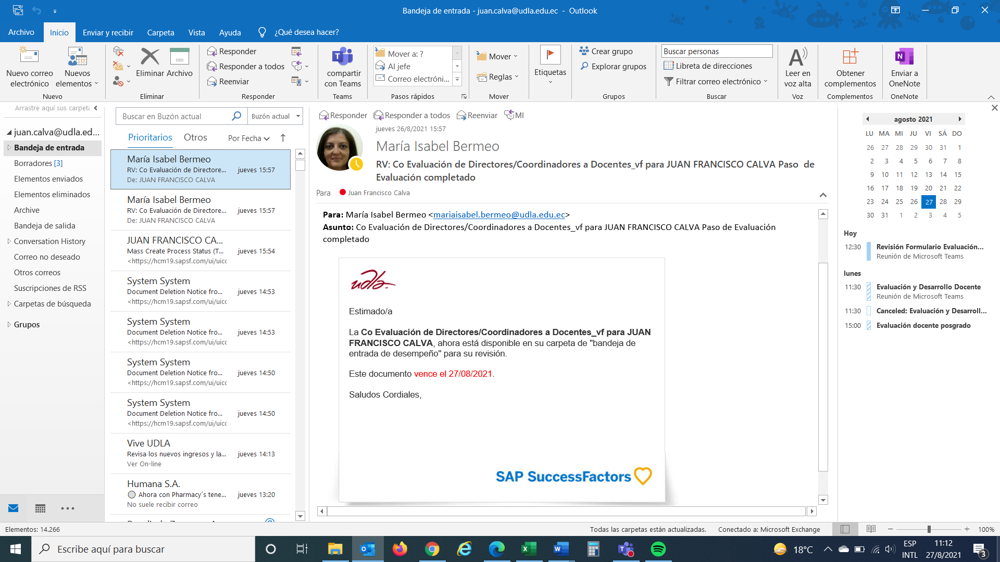 Bandeja de entrada - juan.calva@udla.edu.ec - Outlook
Archivo
Inicio
Enviar y recibir
Carpeta
Vista
Ayuda
¿Qué desea hacer?
Nuevo correo
electrónico
Nuevos
elementos
Nuevo
Eliminar
Archivo
Eliminar
Responder
Responder a todos
Reenviar
Responder
compartir
con Teams
Teams
Mover a: ?
Al jefe
Correo electróni...
Pasos rápidos
Mover
Reglas
Mover
Etiquetas
Crear grupo
Explorar grupos
Grupos
Buscar personas
Libreta de direcciones
Filtrar correo electrónico
Buscar
Leer en
voz alta
Voz
Obtener
complementos
Complementos
Enviar a
OneNote
OneNote
Arrastre aquí sus carpeta
juan.calva@udla.ed...
Bandeja de entrada
Borradores [3]
Elementos enviados
Elementos eliminados
Archive
Bandeja de salida
Conversation History
Correo no deseado
Otros correos
Suscripciones de RSS
Carpetas de búsqueda
Grupos
Buscar en Buzón actual
Buzón actual
Prioritarios
Otros
Por Fecha
María Isabel Bermeo
RV: Co Evaluación de Directore... jueves 15:57
De: JUAN FRANCISCO CALVA
María Isabel Bermeo
RV: Co Evaluación de Directore... jueves 15:57
De: JUAN FRANCISCO CALVA
JUAN FRANCISCO CA...
Mass Create Process Status (T... jueves 15:54
<https://hcm19.sapsf.com/ui/uicc
System System
Document Deletion Notice fro... jueves 14:53
<https://hcm19.sapsf.com/ui/uicc
System System
Document Deletion Notice fro... jueves 14:53
<https://hcm19.sapsf.com/ui/uicc
System System
Document Deletion Notice fro... jueves 14:50
<https://hcm19.sapsf.com/ui/uicc
System System
Document Deletion Notice fro... jueves 14:50
<https://hcm19.sapsf.com/ui/uicc
Vive UDLA
Revisa los nuevos ingresos y la... jueves 14:13
Ver On-line
Humana S.A.
Ahora con Pharmacy´s tene... jueves 13:20
No suele recibir correo
Responder
Responder a todos
Reenviar
MI
jueves 26/8/2021 15:57
María Isabel Bermeo
RV: Co Evaluación de Directores/Coordinadores a Docentes_vf para JUAN FRANCISCO CALVA Paso de
Evaluación completado
Para Juan Francisco Calva
Para: María Isabel Bermeo <mariaisabel.bermeo@udla.edu.ec>
Asunto: Co Evaluación de Directores/Coordinadores a Docentes_vf para JUAN FRANCISCO CALVA Paso de Evaluación
completado
udla
Estimado/a
La Co Evaluación de Directores/Coordinadores a Docentes_vf para JUAN
FRANCISCO CALVA, ahora está disponible en su carpeta de "bandeja de
entrada de desempeño" para su revisión.
Este documento vence el 27/08/2021.
Saludos Cordiales,
SAP SuccessFactors
agosto 2021
LU MA MI JU VI SÁ DO
26 27 28 29 30 31 1
2 3 4 5 6 7 8
9 10 11 12 13 14 15
16 17 18 19 20 21 22
23 24 25 26 27 28 29
30 31 1 2 3 4 5
Hoy
12:30 Revisión Formulario Evaluación...
Reunión de Microsoft Teams
lunes
11:30 Evaluación y Desarrollo Docente
Reunión de Microsoft Teams
11:30 Canceled: Evaluación y Desarroll...
15:00 Evaluación docente posgrado
Elementos: 14.266
Todas las carpetas están actualizadas.
Conectado a: Microsoft Exchange
100%
Escribe aquí para buscar
18°C
ESP
INTL
11:12
27/8/2021
3